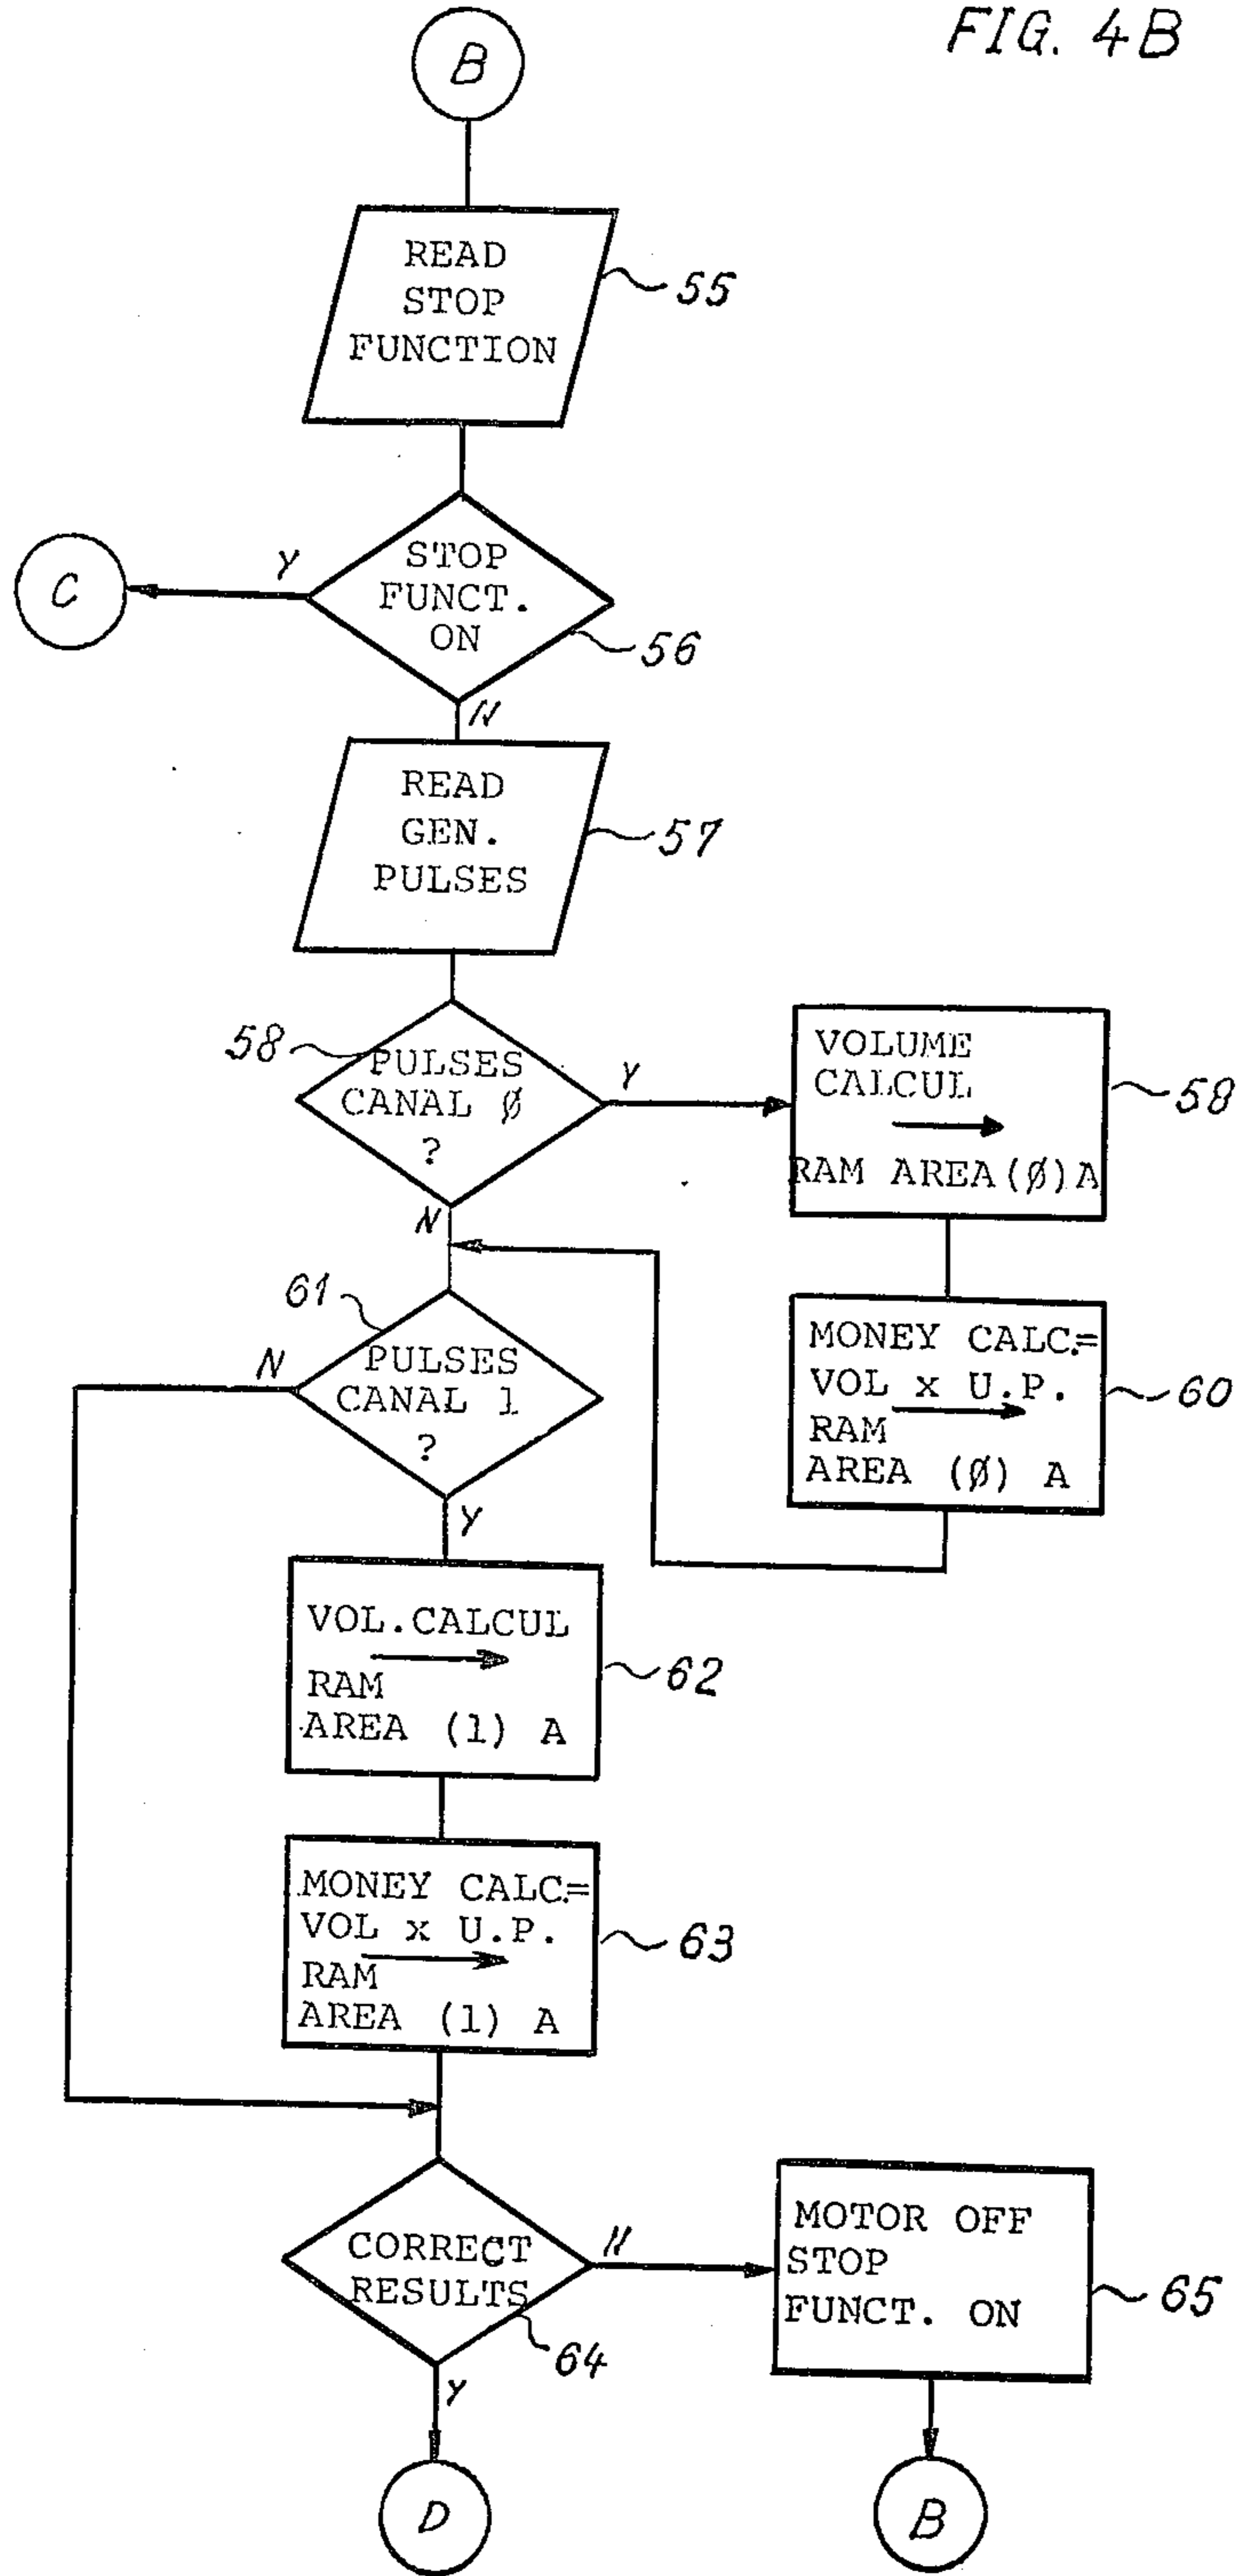 FIG. 4B
B
READ
STOP
FUNCTION
55
STOP
FUNCT.
ON
56
Y
C
N
READ
GEN.
PULSES
57
58
PULSES
CANAL Ø
?
Y
N
VOLUME
CALCUL
RAM AREA(Ø)A
58
MONEY CALC.=
VOL x U.P.
RAM
AREA (Ø) A
60
61
PULSES
CANAL 1
?
N
Y
VOL.CALCUL
RAM
AREA (1) A
62
MONEY CALC.=
VOL x U.P.
RAM
AREA (1) A
63
CORRECT
RESULTS
64
N
Y
MOTOR OFF
STOP
FUNCT. ON
65
D
B